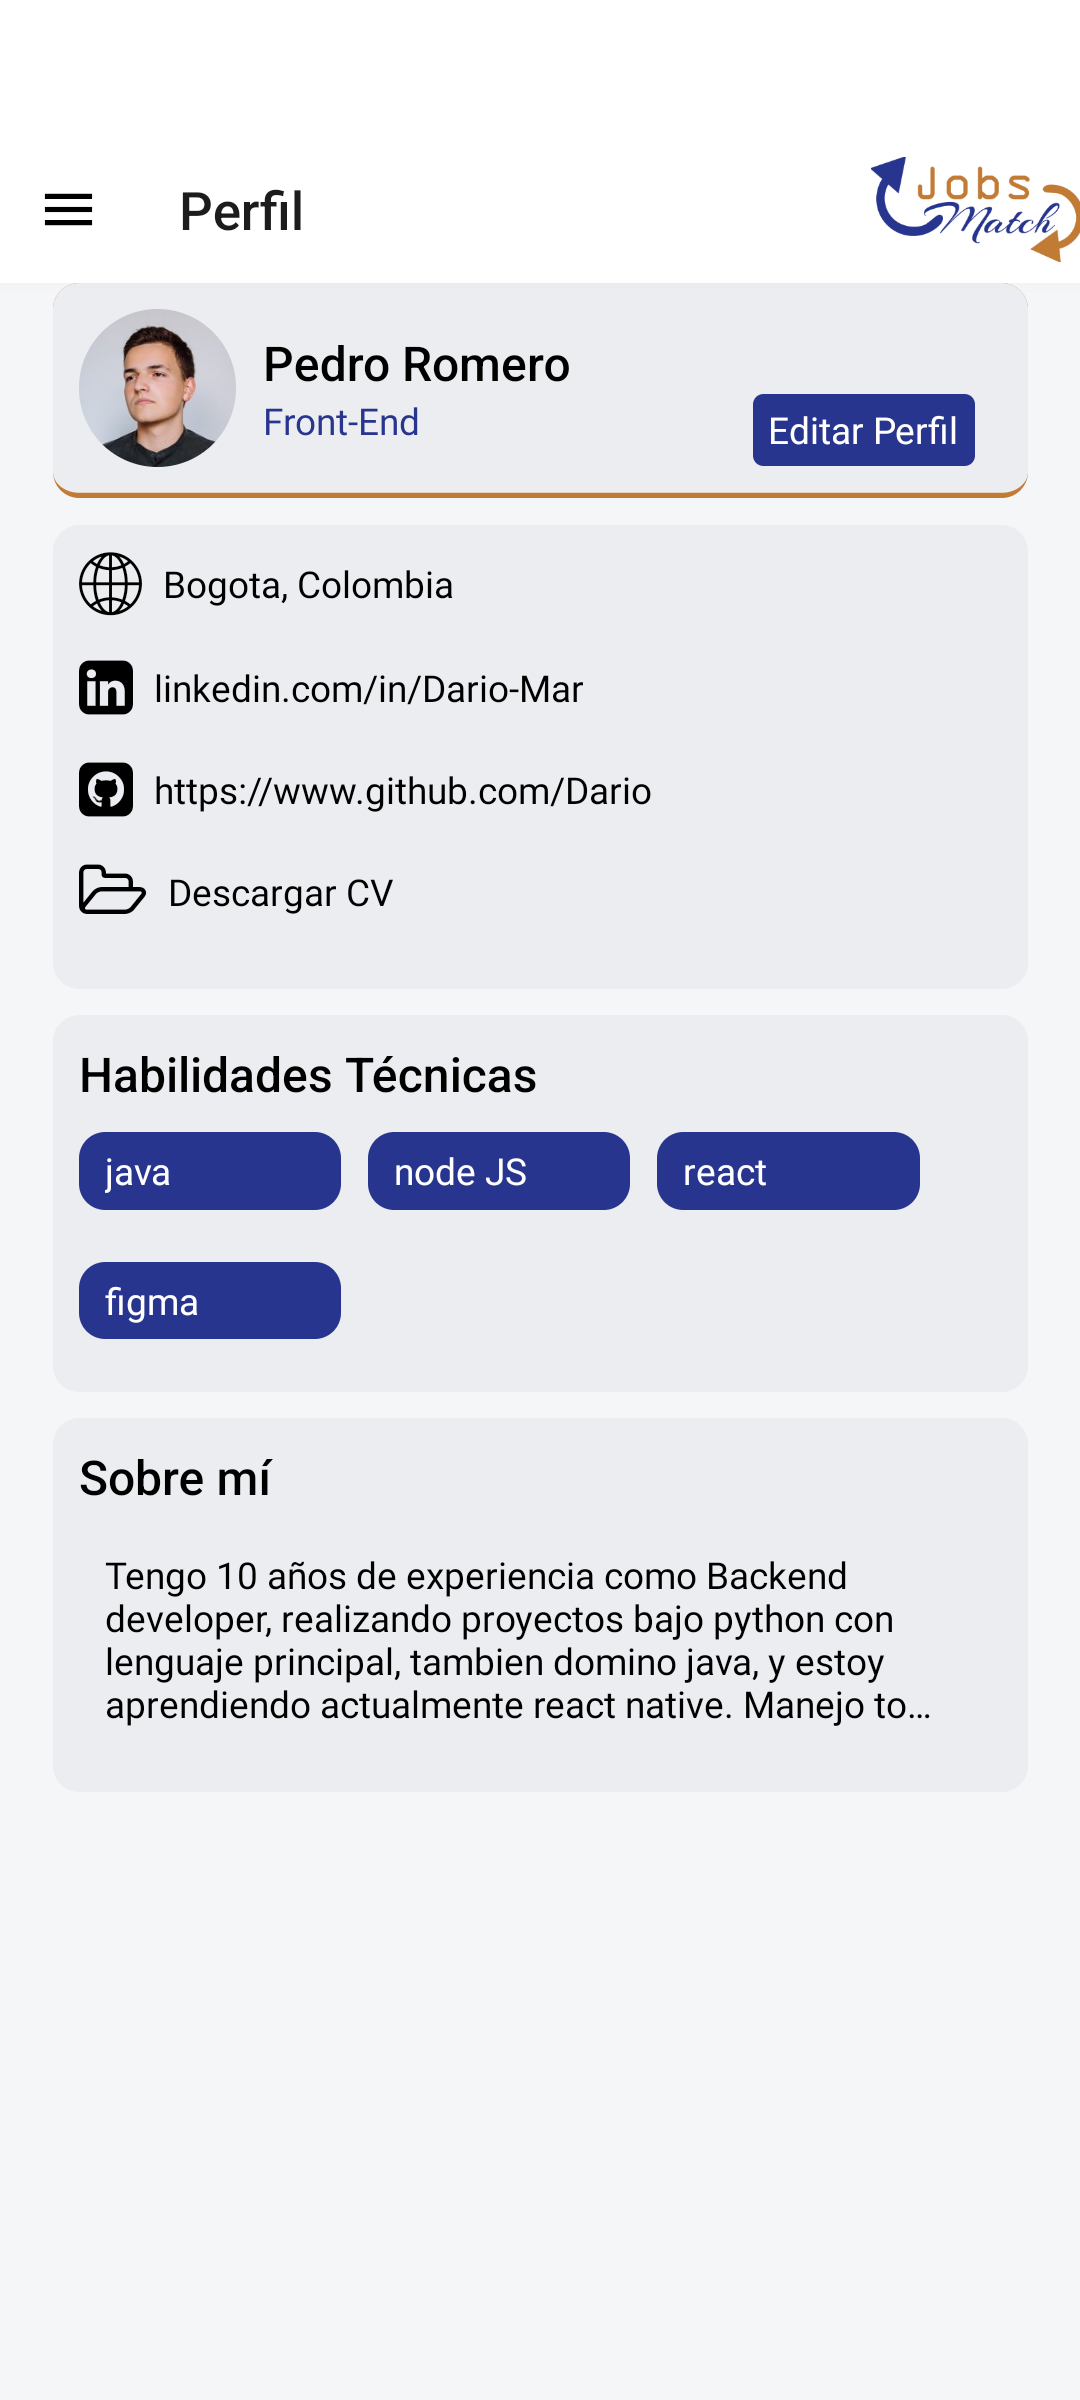 Perfil
Jobs
Match
Pedro Romero
Front-End
Editar Perfil
Bogota, Colombia
linkedin.com/in/Dario-Mar
https://www.github.com/Dario
Descargar CV
Habilidades Técnicas
java
node JS
react
figma
Sobre mí
Tengo 10 años de experiencia como Backend
developer, realizando proyectos bajo python con
lenguaje principal, tambien domino java, y estoy
aprendiendo actualmente react native. Manejo to...